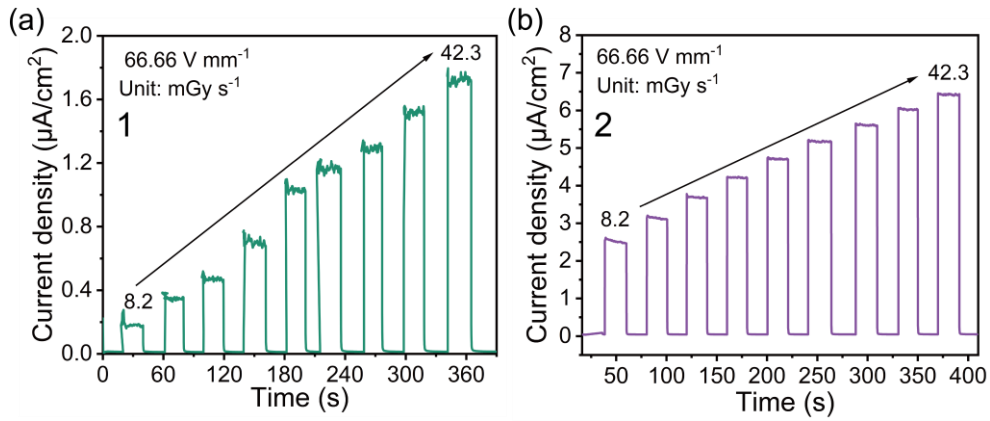 (a)
66.66 V mm⁻¹
Unit: mGy s⁻¹
1
8.2
42.3
Current density (μA/cm²)
2.0
1.6
1.2
0.8
0.4
0.0
0 60 120 180 240 300 360
Time (s)
(b)
66.66 V mm⁻¹
Unit: mGy s⁻¹
2
8.2
42.3
Current density (μA/cm²)
8
7
6
5
4
3
2
1
0
50 100 150 200 250 300 350 400
Time (s)